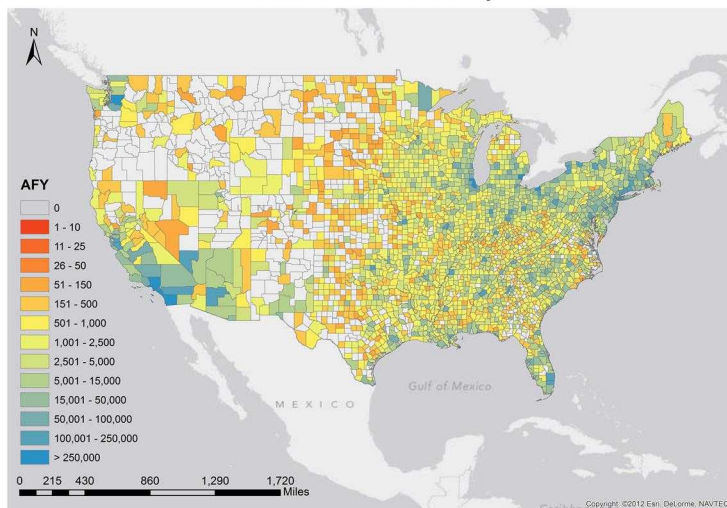 N
AFY
0
1 - 10
11 - 25
26 - 50
51 - 150
151 - 500
501 - 1,000
1,001 - 2,500
2,501 - 5,000
5,001 - 15,000
15,001 - 50,000
50,001 - 100,000
100,001 - 250,000
> 250,000
Gulf of Mexico
MEXICO
0 215 430 860 1,290 1,720
Miles
Copyright: ©2012 Esri, DeLorme, NAVTEQ